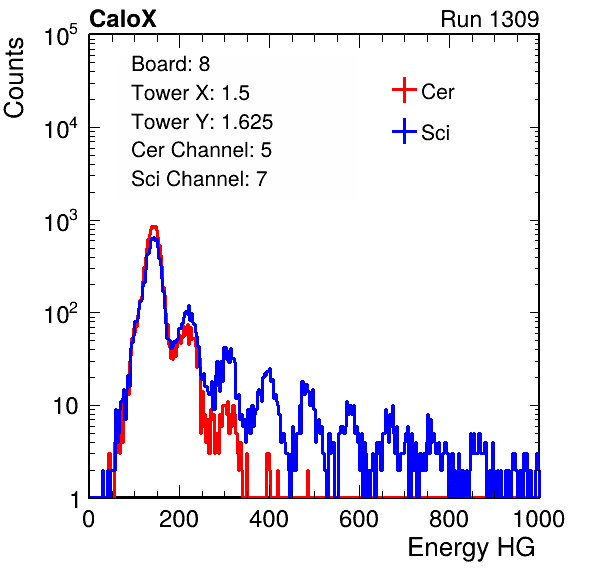 CaloX Run 1309
Counts
10^5
10^4
10^3
10^2
10
1
Board: 8
Tower X: 1.5
Tower Y: 1.625
Cer Channel: 5
Sci Channel: 7
Cer
Sci
0 200 400 600 800 1000
Energy HG